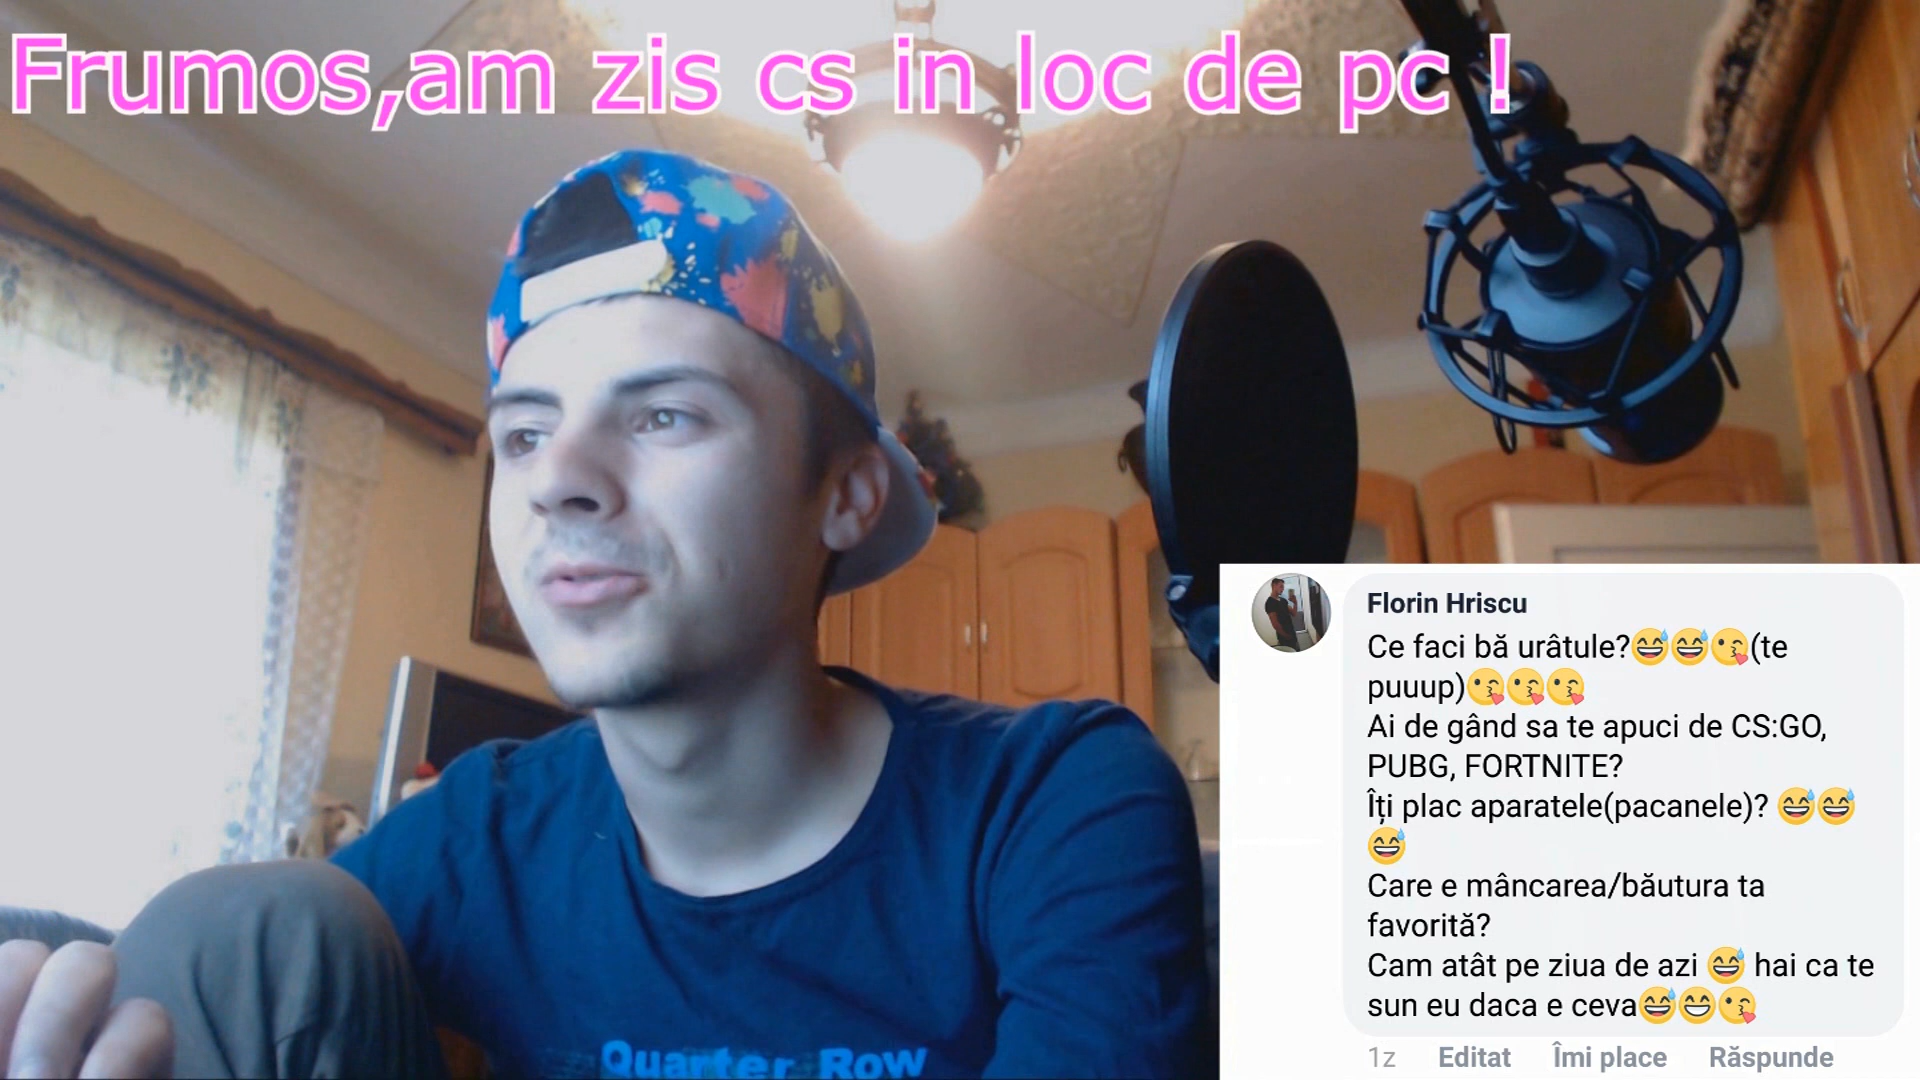 Frumos,am zis cs in loc de pc !
Florin Hriscu
Ce faci bă urâtule?😅😅😘(te
puuup)😘😘😘
Ai de gând sa te apuci de CS:GO,
PUBG, FORTNITE?
Îți plac aparatele(pacanele)? 😅😅
😅
Care e mâncarea/băutura ta
favorită?
Cam atât pe ziua de azi 😅 hai ca te
sun eu daca e ceva😅😁😘
1z Editat Îmi place Răspunde
Quarter Row